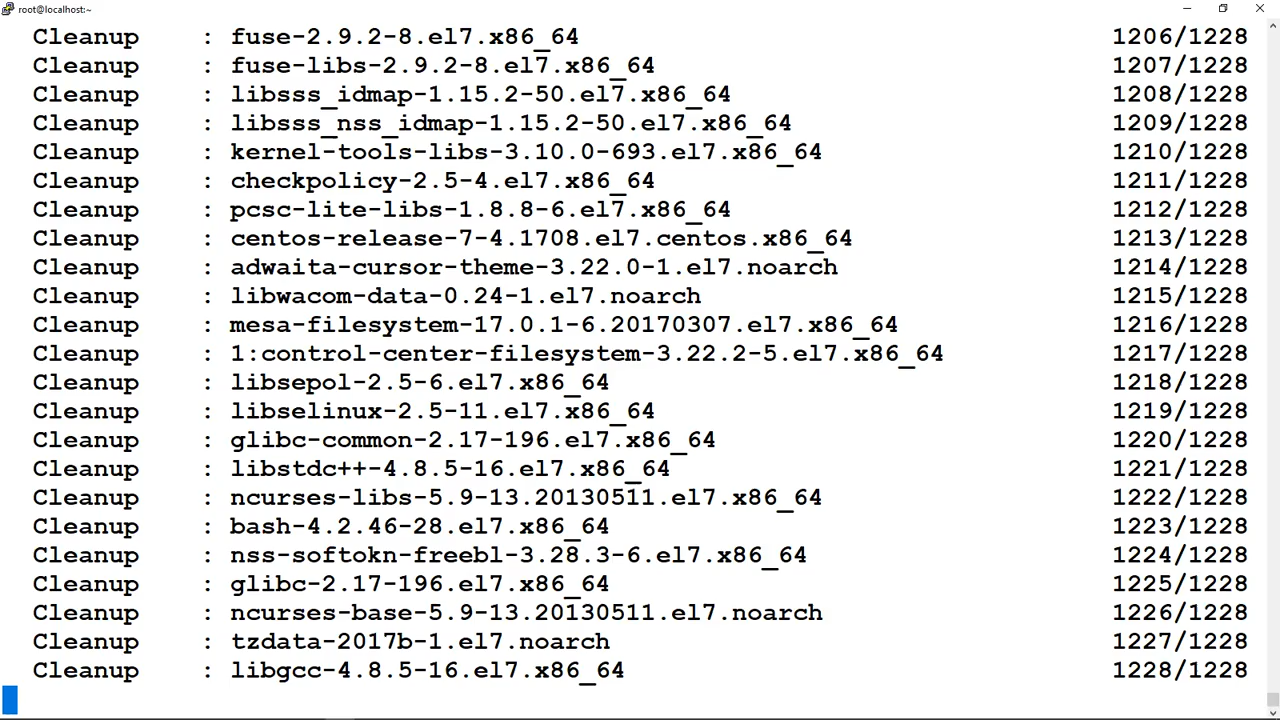 root@localhost:~
Cleanup : fuse-2.9.2-8.el7.x86_64 1206/1228
Cleanup : fuse-libs-2.9.2-8.el7.x86_64 1207/1228
Cleanup : libsss_idmap-1.15.2-50.el7.x86_64 1208/1228
Cleanup : libsss_nss_idmap-1.15.2-50.el7.x86_64 1209/1228
Cleanup : kernel-tools-libs-3.10.0-693.el7.x86_64 1210/1228
Cleanup : checkpolicy-2.5-4.el7.x86_64 1211/1228
Cleanup : pcsc-lite-libs-1.8.8-6.el7.x86_64 1212/1228
Cleanup : centos-release-7-4.1708.el7.centos.x86_64 1213/1228
Cleanup : adwaita-cursor-theme-3.22.0-1.el7.noarch 1214/1228
Cleanup : libwacom-data-0.24-1.el7.noarch 1215/1228
Cleanup : mesa-filesystem-17.0.1-6.20170307.el7.x86_64 1216/1228
Cleanup : 1:control-center-filesystem-3.22.2-5.el7.x86_64 1217/1228
Cleanup : libsepol-2.5-6.el7.x86_64 1218/1228
Cleanup : libselinux-2.5-11.el7.x86_64 1219/1228
Cleanup : glibc-common-2.17-196.el7.x86_64 1220/1228
Cleanup : libstdc++-4.8.5-16.el7.x86_64 1221/1228
Cleanup : ncurses-libs-5.9-13.20130511.el7.x86_64 1222/1228
Cleanup : bash-4.2.46-28.el7.x86_64 1223/1228
Cleanup : nss-softokn-freebl-3.28.3-6.el7.x86_64 1224/1228
Cleanup : glibc-2.17-196.el7.x86_64 1225/1228
Cleanup : ncurses-base-5.9-13.20130511.el7.noarch 1226/1228
Cleanup : tzdata-2017b-1.el7.noarch 1227/1228
Cleanup : libgcc-4.8.5-16.el7.x86_64 1228/1228